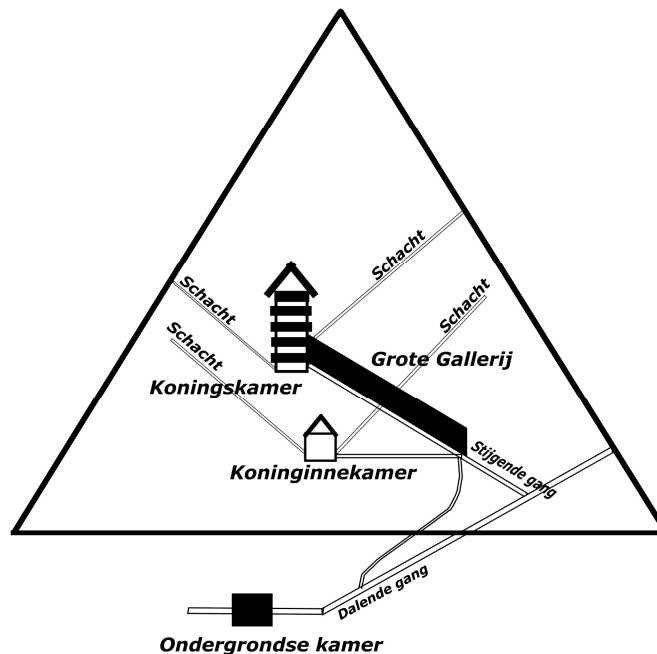 Schacht
Schacht
Schacht
Schacht
Grote Gallerij
Koningskamer
Stijgende gang
Koninginnekamer
Dalende gang
Ondergrondse kamer